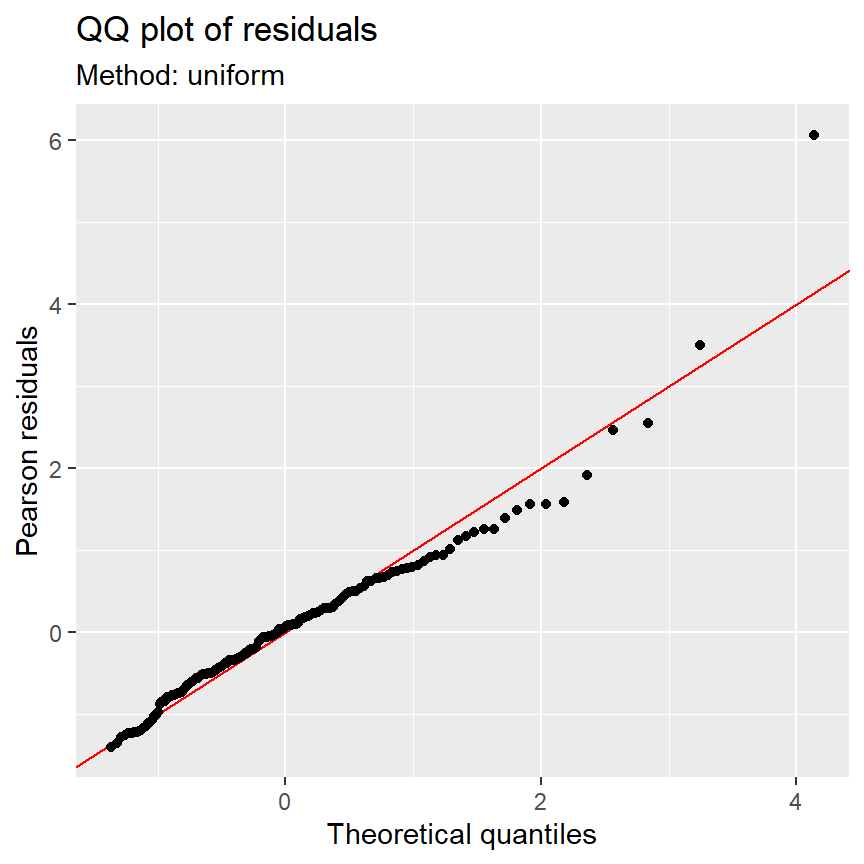 QQ plot of residuals
Method: uniform
6
4
2
0
Pearson residuals
0
2
4
Theoretical quantiles